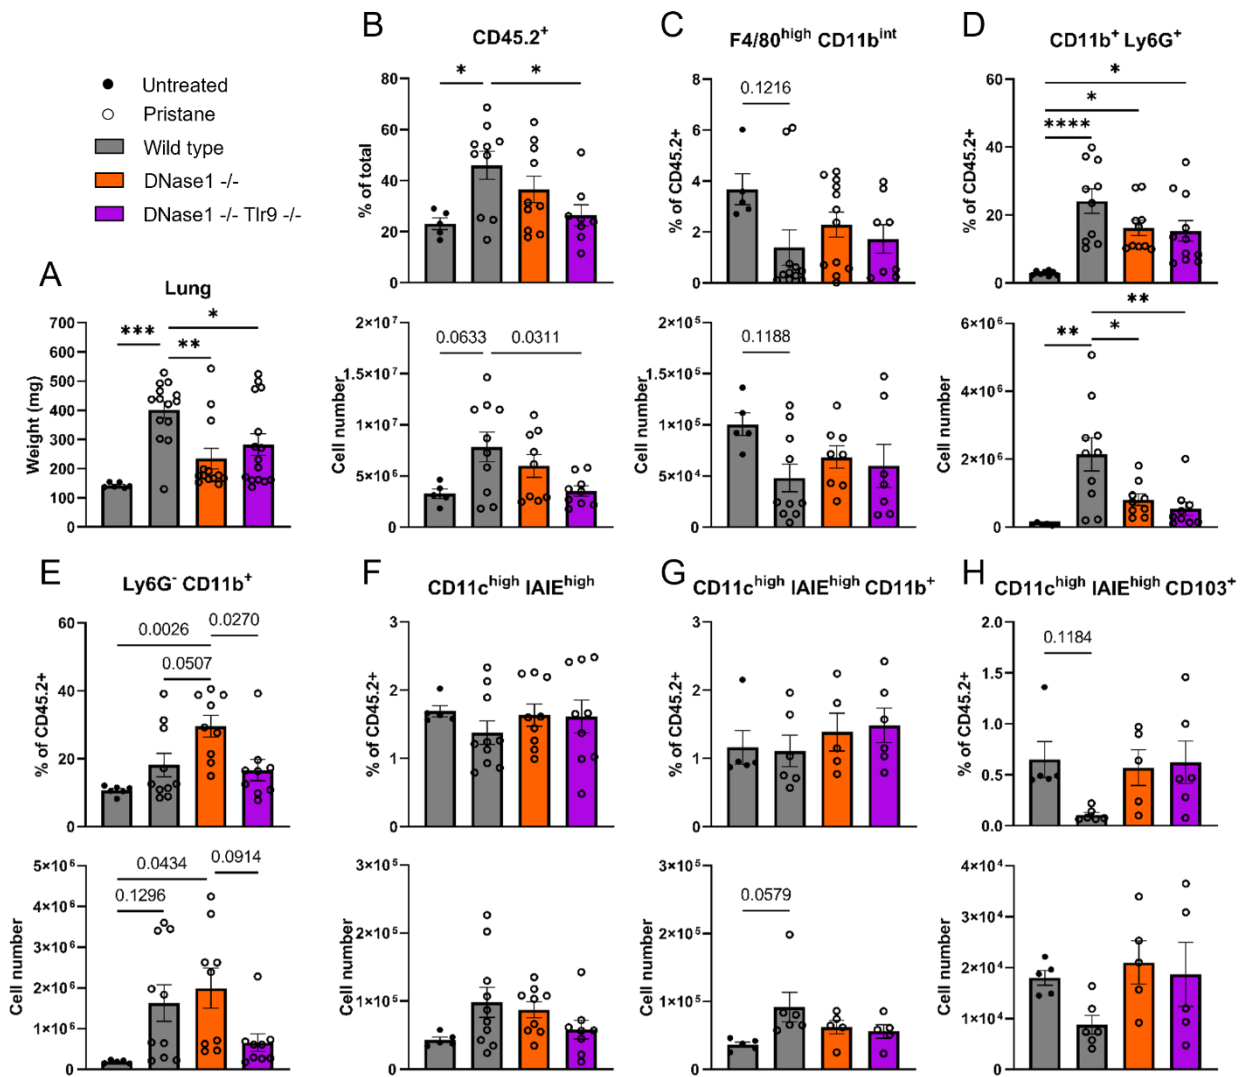 Untreated
Pristane
Wild type
DNase1 -/-
DNase1 -/- Tlr9 -/-
A
Lung
Weight (mg)
700
600
500
400
300
200
100
0
***
**
*
B
CD45.2⁺
% of total
80
60
40
20
0
*
*
Cell number
2×10⁷
2×10⁷
1×10⁷
5×10⁶
0
0.0633
0.0311
C
F4/80ʰⁱᵍʰ CD11bⁱⁿᵗ
% of CD45.2+
8
6
4
2
0
0.1216
Cell number
2×10⁵
1.5×10⁵
1×10⁵
5×10⁴
0
0.1188
D
CD11b⁺ Ly6G⁺
% of CD45.2+
60
40
20
0
*
*
****
Cell number
6×10⁶
4×10⁶
2×10⁶
0
**
**
*
E
Ly6G⁻ CD11b⁺
% of CD45.2+
60
40
20
0
0.0026
0.0270
0.0507
Cell number
5×10⁶
4×10⁶
3×10⁶
2×10⁶
1×10⁶
0
0.0434
0.0914
0.1296
F
CD11cʰⁱᵍʰ IAIEʰⁱᵍʰ
% of CD45.2+
3
2
1
0
Cell number
3×10⁵
2×10⁵
1×10⁵
0
G
CD11cʰⁱᵍʰ IAIEʰⁱᵍʰ CD11b⁺
% of CD45.2+
3
2
1
0
Cell number
3×10⁵
2×10⁵
1×10⁵
0
0.0579
H
CD11cʰⁱᵍʰ IAIEʰⁱᵍʰ CD103⁺
% of CD45.2+
2.0
1.5
1.0
0.5
0.0
0.1184
Cell number
4×10⁴
3×10⁴
2×10⁴
1×10⁴
0